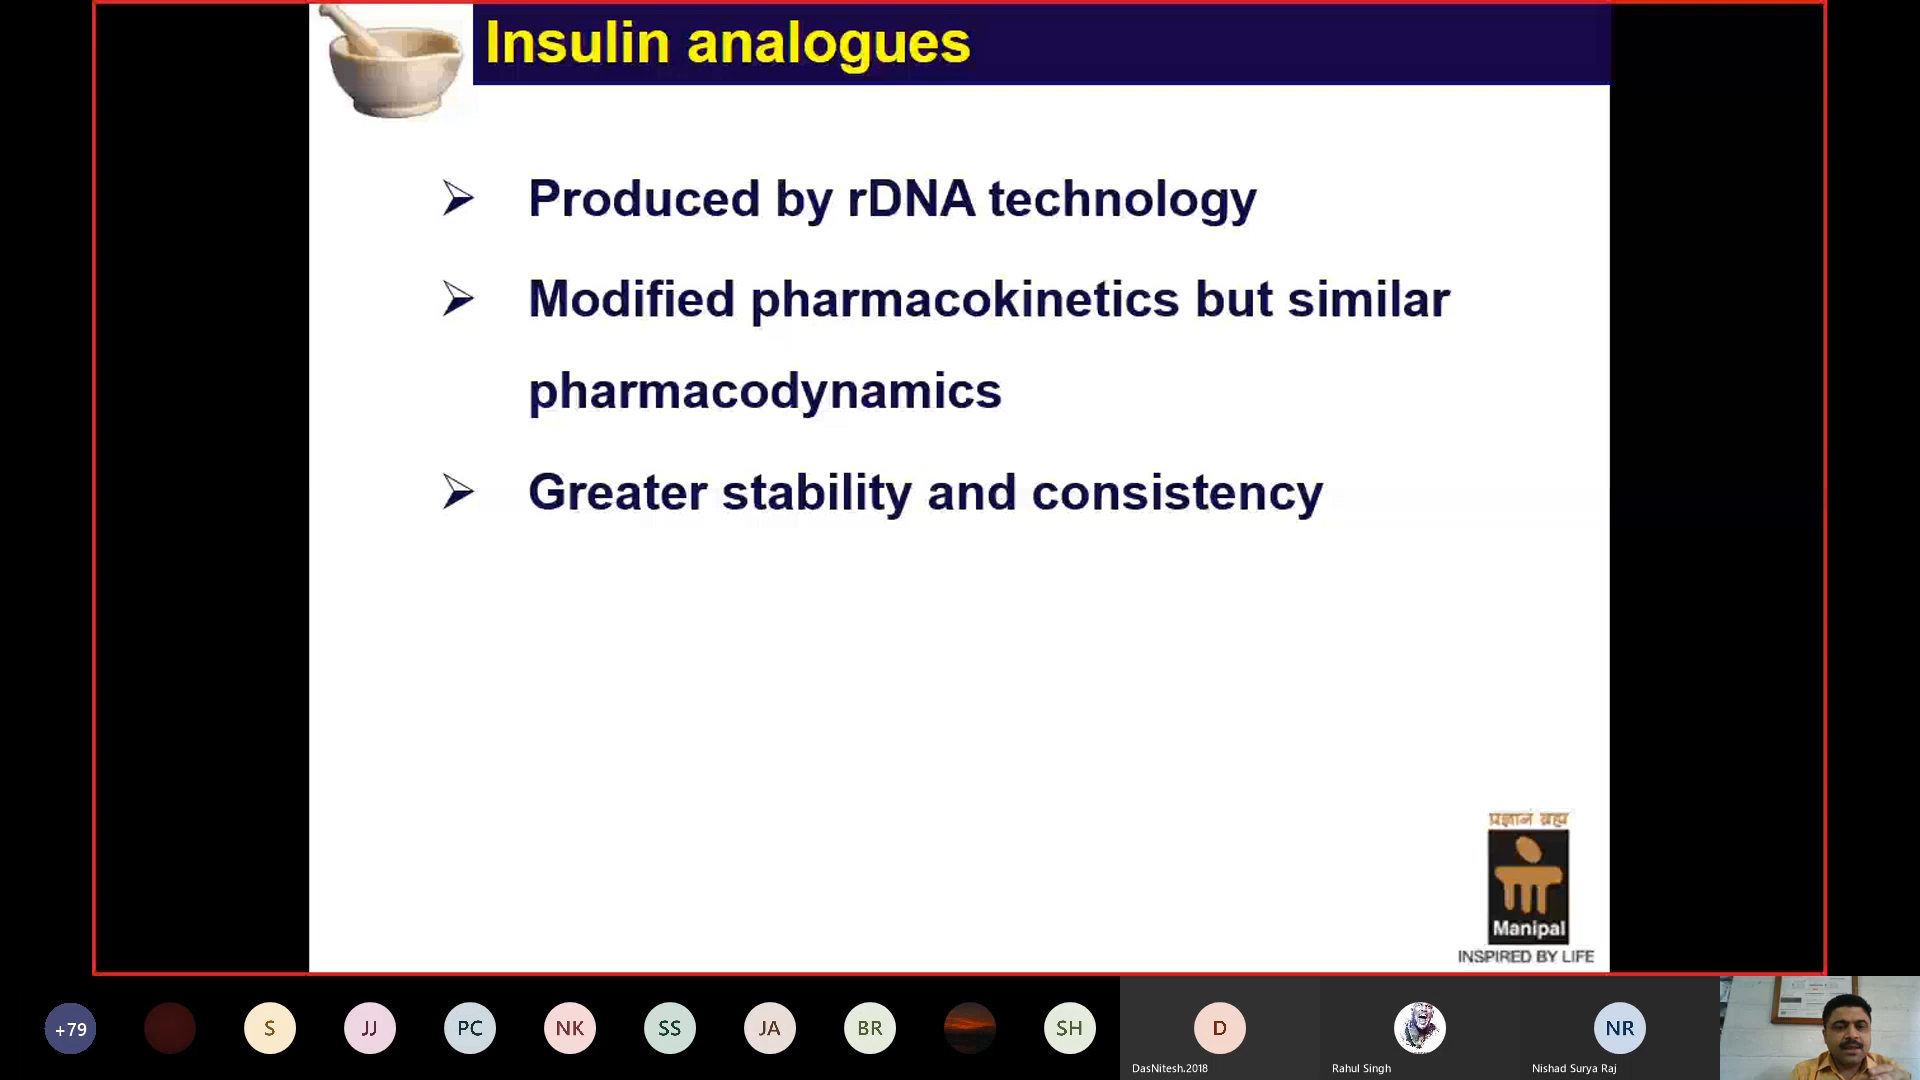 Insulin analogues
Produced by rDNA technology
Modified pharmacokinetics but similar
pharmacodynamics
Greater stability and consistency
प्रज्ञानं ब्रह्म
Manipal
INSPIRED BY LIFE
+79
S
JJ
PC
NK
SS
JA
BR
SH
D
NR
DasNitesh.2018
Rahul Singh
Nishad Surya Raj